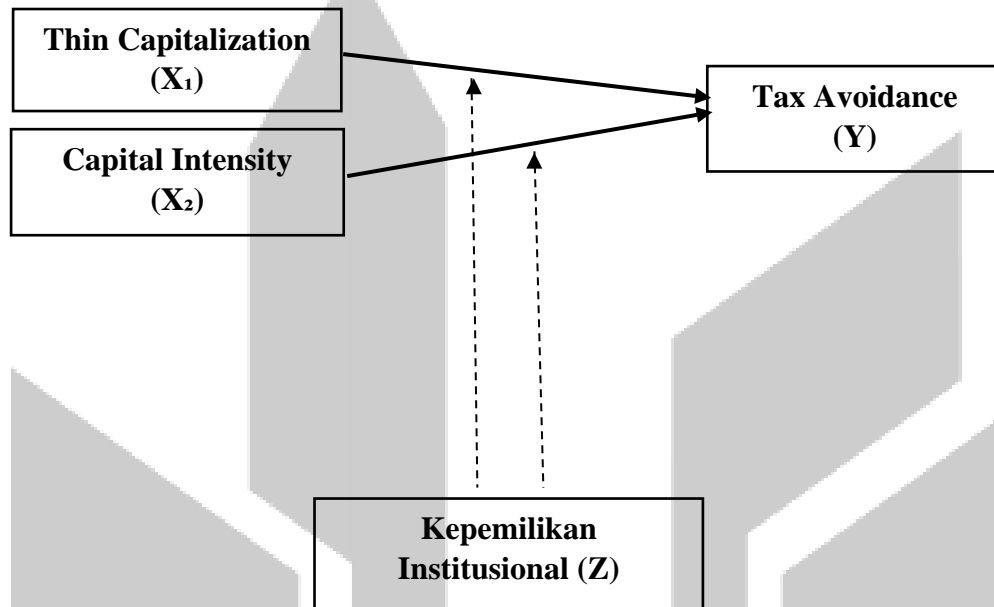 Thin Capitalization
(X₁)
Capital Intensity
(X₂)
Tax Avoidance
(Y)
Kepemilikan
Institusional (Z)